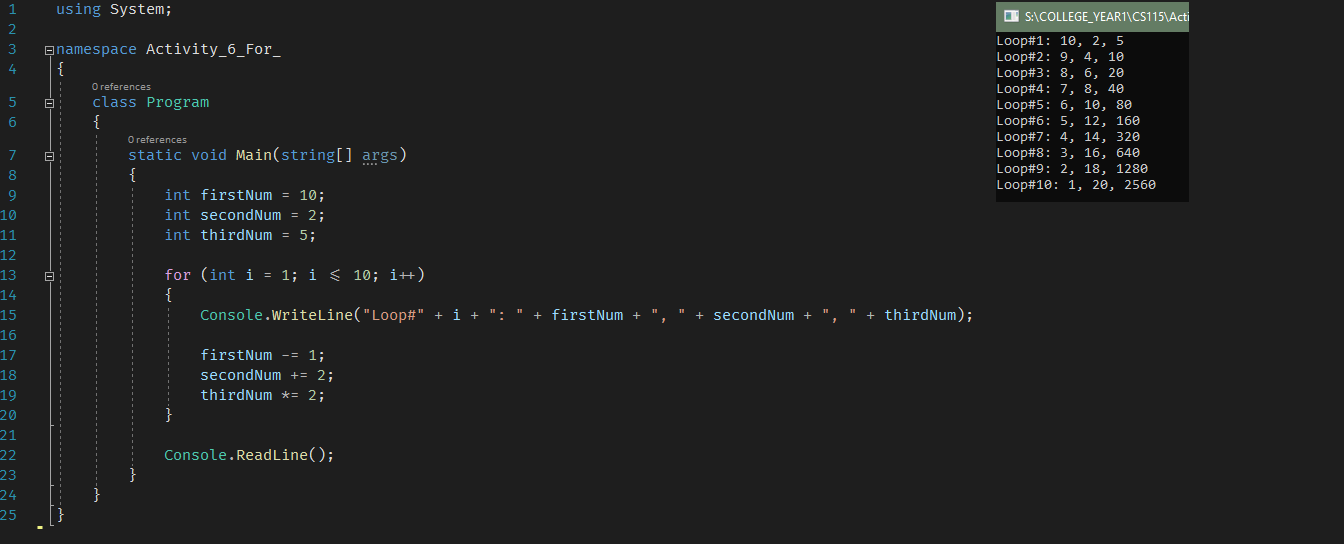 1 using System;
2
3 namespace Activity_6_For_
4 {
0 references
5 class Program
6 {
0 references
7 static void Main(string[] args)
8 {
9 int firstNum = 10;
10 int secondNum = 2;
11 int thirdNum = 5;
12
13 for (int i = 1; i <= 10; i++)
14 {
15 Console.WriteLine("Loop#" + i + ": " + firstNum + ", " + secondNum + ", " + thirdNum);
16
17 firstNum -= 1;
18 secondNum += 2;
19 thirdNum *= 2;
20 }
21
22 Console.ReadLine();
23 }
24 }
25 }
S:\COLLEGE_YEAR1\CS115\Acti
Loop#1: 10, 2, 5
Loop#2: 9, 4, 10
Loop#3: 8, 6, 20
Loop#4: 7, 8, 40
Loop#5: 6, 10, 80
Loop#6: 5, 12, 160
Loop#7: 4, 14, 320
Loop#8: 3, 16, 640
Loop#9: 2, 18, 1280
Loop#10: 1, 20, 2560